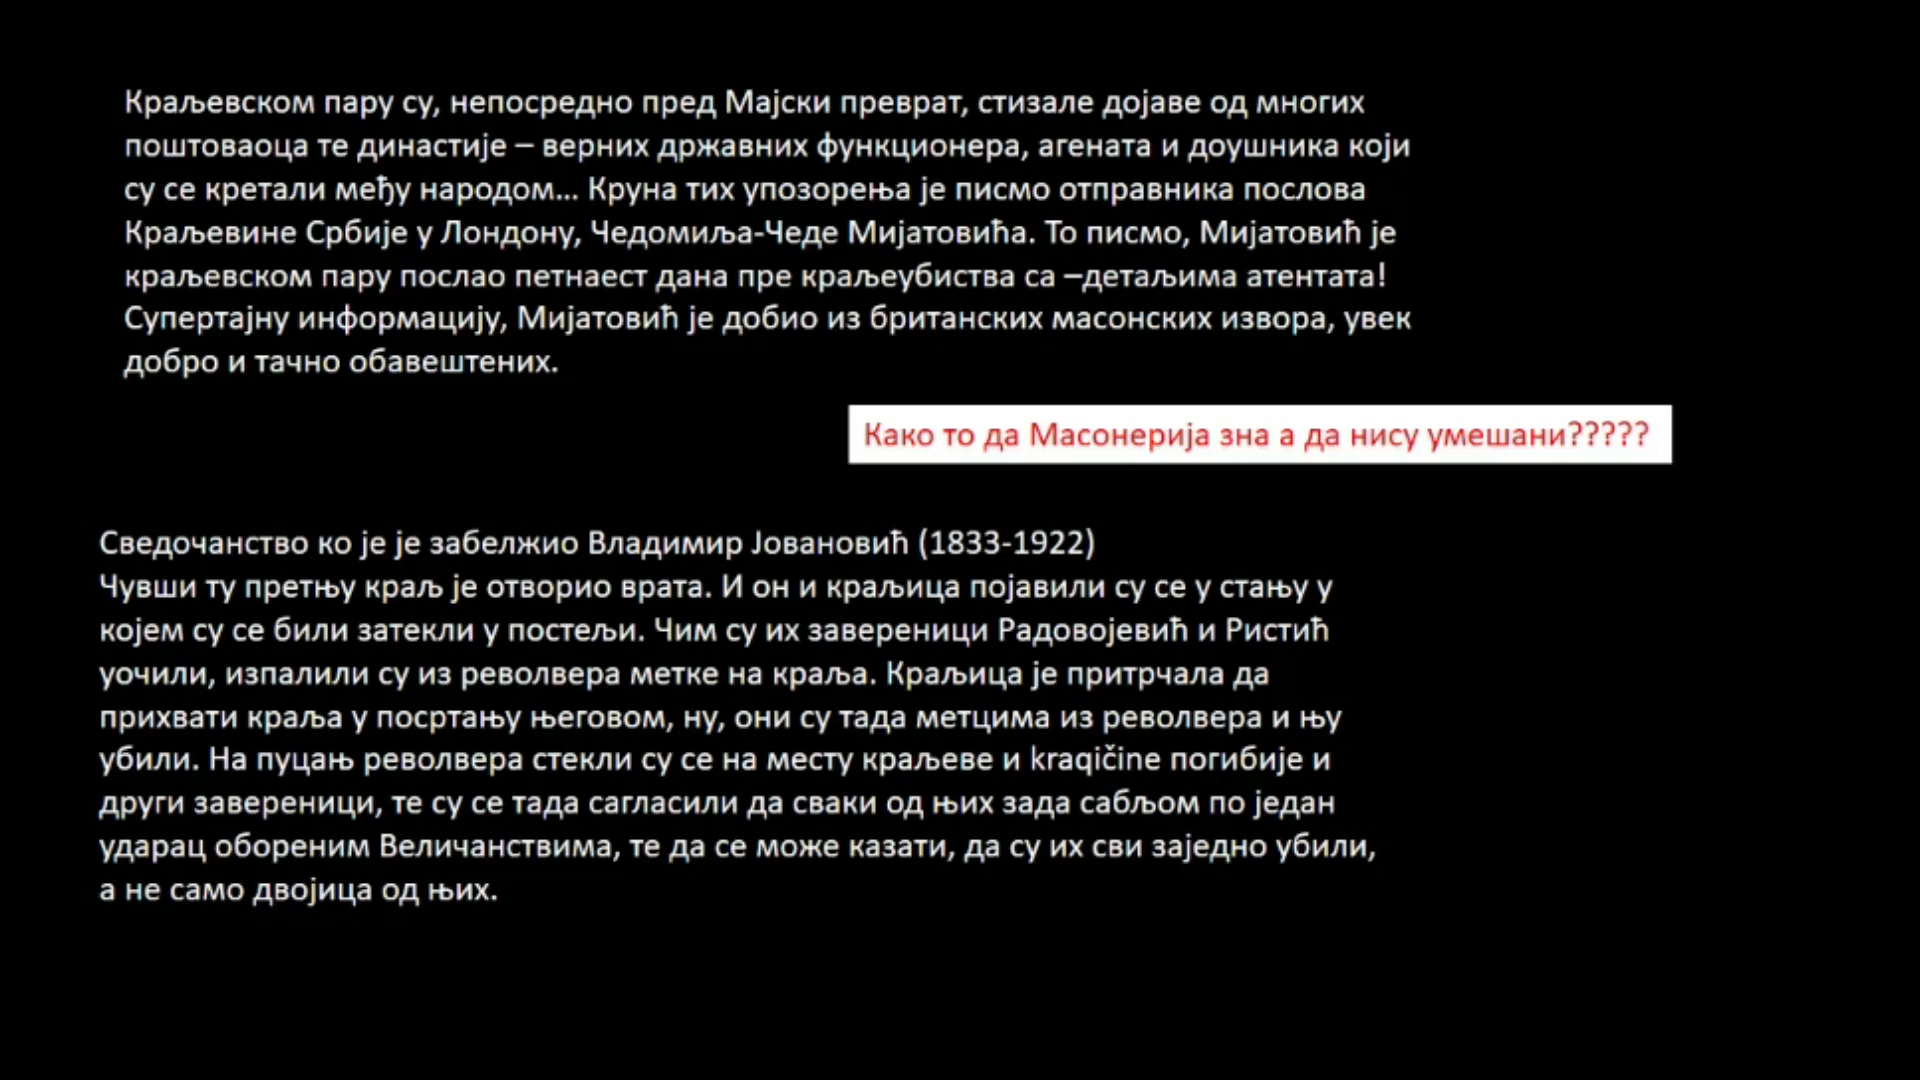 Краљевском пару су, непосредно пред Мајски преврат, стизале дојаве од многих
поштоваоца те династије – верних државних функционера, агената и доушника који
су се кретали међу народом... Круна тих упозорења је писмо отправника послова
Краљевине Србије у Лондону, Чедомиља-Чеде Мијатовића. То писмо, Мијатовић је
краљевском пару послао петнаест дана пре краљеубиства са –детаљима атентата!
Супертајну информацију, Мијатовић је добио из британских масонских извора, увек
добро и тачно обавештених.
Како то да Масонерија зна а да нису умешани?????
Сведочанство ко је је забелжио Владимир Јовановић (1833-1922)
Чувши ту претњу краљ је отворио врата. И он и краљица појавили су се у стању у
којем су се били затекли у постељи. Чим су их завереници Радовојевић и Ристић
уочили, изпалили су из револвера метке на краља. Краљица је притрчала да
прихвати краља у посртању његовом, ну, они су тада метцима из револвера и њу
убили. На пуцањ револвера стекли су се на месту краљеве и kraqičine погибије и
други завереници, те су се тада сагласили да сваки од њих зада сабљом по један
ударац обореним Величанствима, те да се може казати, да су их сви заједно убили,
а не само двојица од њих.